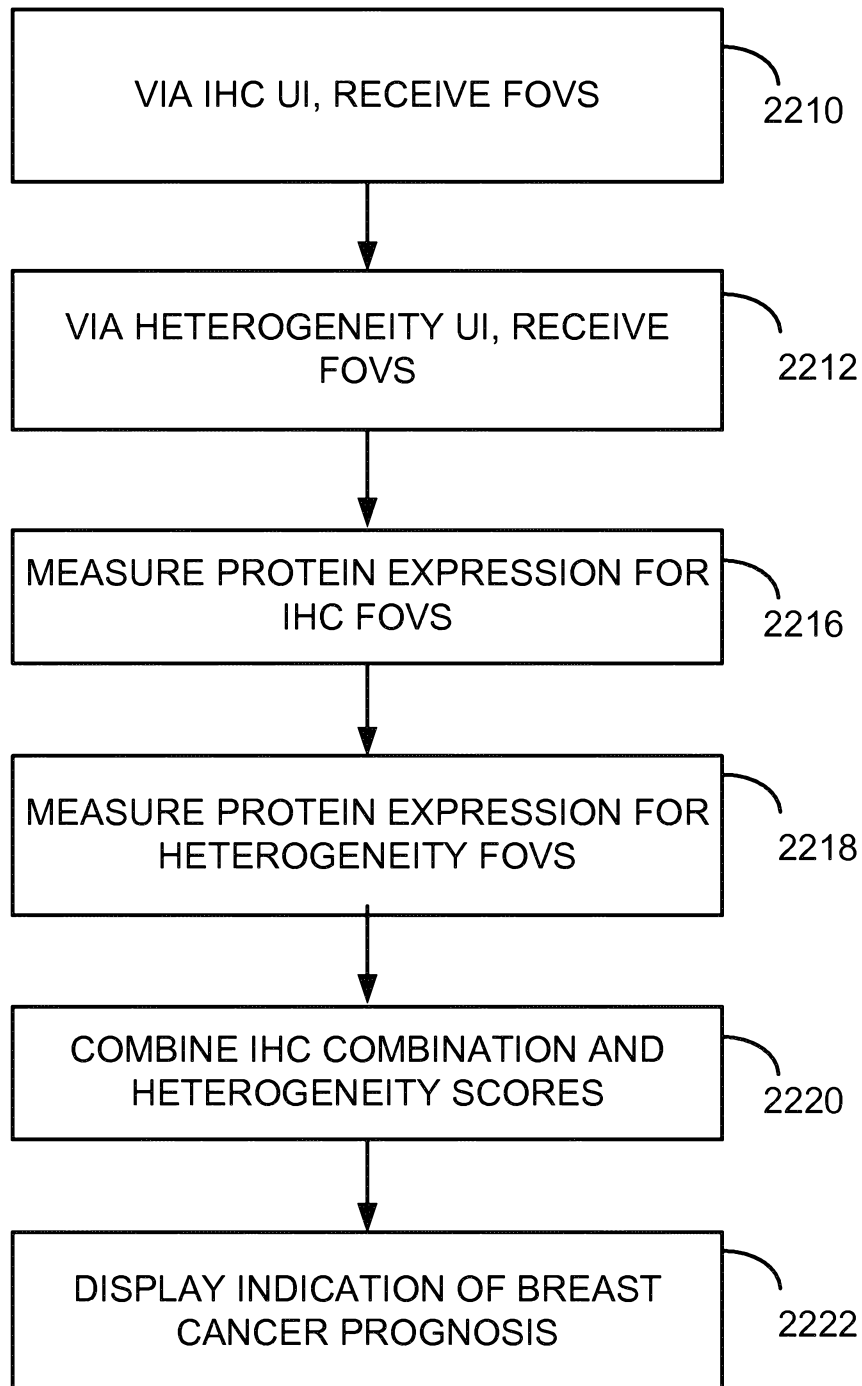 VIA IHC UI, RECEIVE FOVS
2210
VIA HETEROGENEITY UI, RECEIVE
FOVS
2212
MEASURE PROTEIN EXPRESSION FOR
IHC FOVS
2216
MEASURE PROTEIN EXPRESSION FOR
HETEROGENEITY FOVS
2218
COMBINE IHC COMBINATION AND
HETEROGENEITY SCORES
2220
DISPLAY INDICATION OF BREAST
CANCER PROGNOSIS
2222